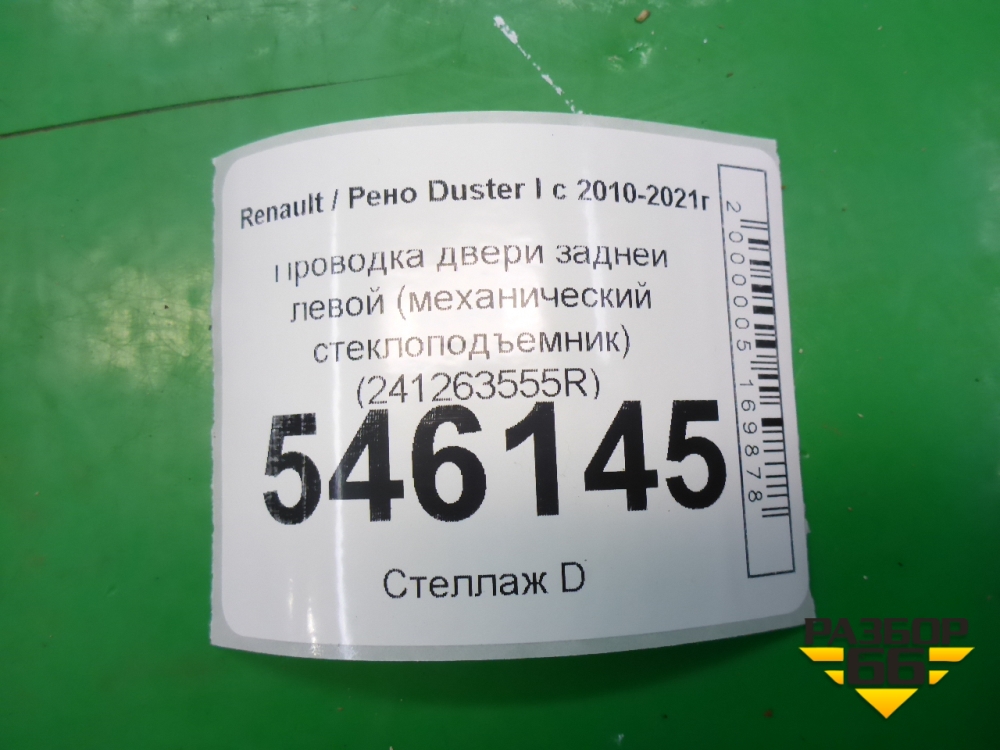 Renault / Рено Duster I с 2010-2021г
Проводка двери задней
левой (механический
стеклоподъемник)
(241263555R)
546145
Стеллаж D
2000005169878
РАЗБОР
66